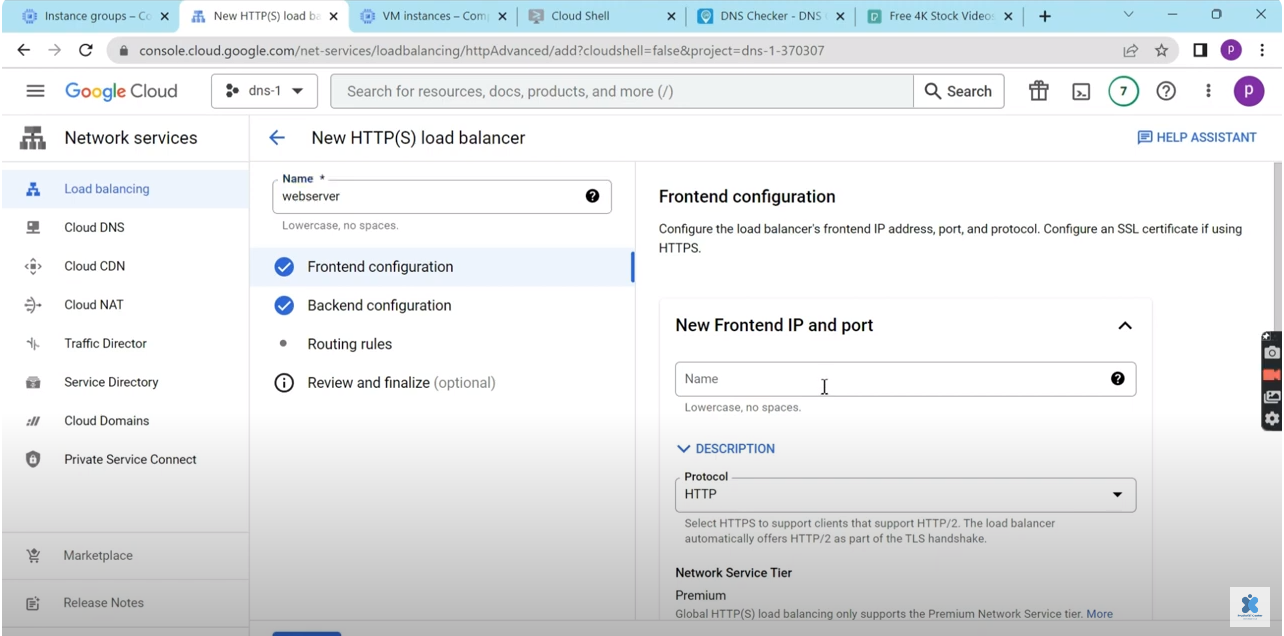 Instance groups – Co
New HTTP(S) load ba
VM instances – Comp
Cloud Shell
DNS Checker - DNS
Free 4K Stock Videos
console.cloud.google.com/net-services/loadbalancing/httpAdvanced/add?cloudshell=false&project=dns-1-370307
P
Google Cloud
dns-1
Search for resources, docs, products, and more (/)
Search
7
p
Network services
New HTTP(S) load balancer
HELP ASSISTANT
Load balancing
Cloud DNS
Cloud CDN
Cloud NAT
Traffic Director
Service Directory
Cloud Domains
Private Service Connect
Marketplace
Release Notes
Name *
webserver
Lowercase, no spaces.
Frontend configuration
Backend configuration
Routing rules
Review and finalize (optional)
Frontend configuration
Configure the load balancer's frontend IP address, port, and protocol. Configure an SSL certificate if using
HTTPS.
New Frontend IP and port
Name
Lowercase, no spaces.
DESCRIPTION
Protocol
HTTP
Select HTTPS to support clients that support HTTP/2. The load balancer
automatically offers HTTP/2 as part of the TLS handshake.
Network Service Tier
Premium
Global HTTP(S) load balancing only supports the Premium Network Service tier. More